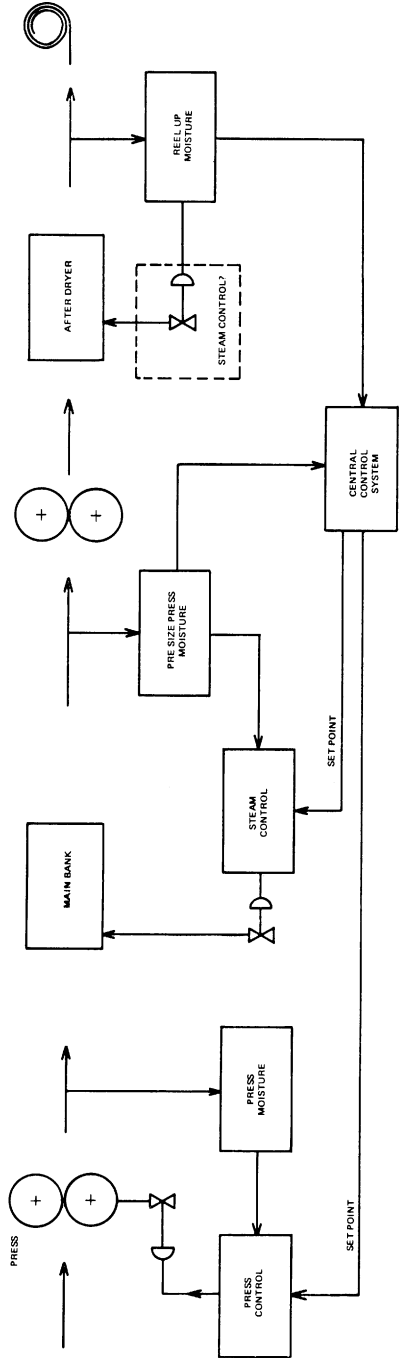 PRESS
PRESS
CONTROL
SET POINT
PRESS
MOISTURE
MAIN BANK
STEAM
CONTROL
SET POINT
PRE SIZE PRESS
MOISTURE
CENTRAL
CONTROL
SYSTEM
AFTER DRYER
STEAM CONTROL?
REEL UP
MOISTURE